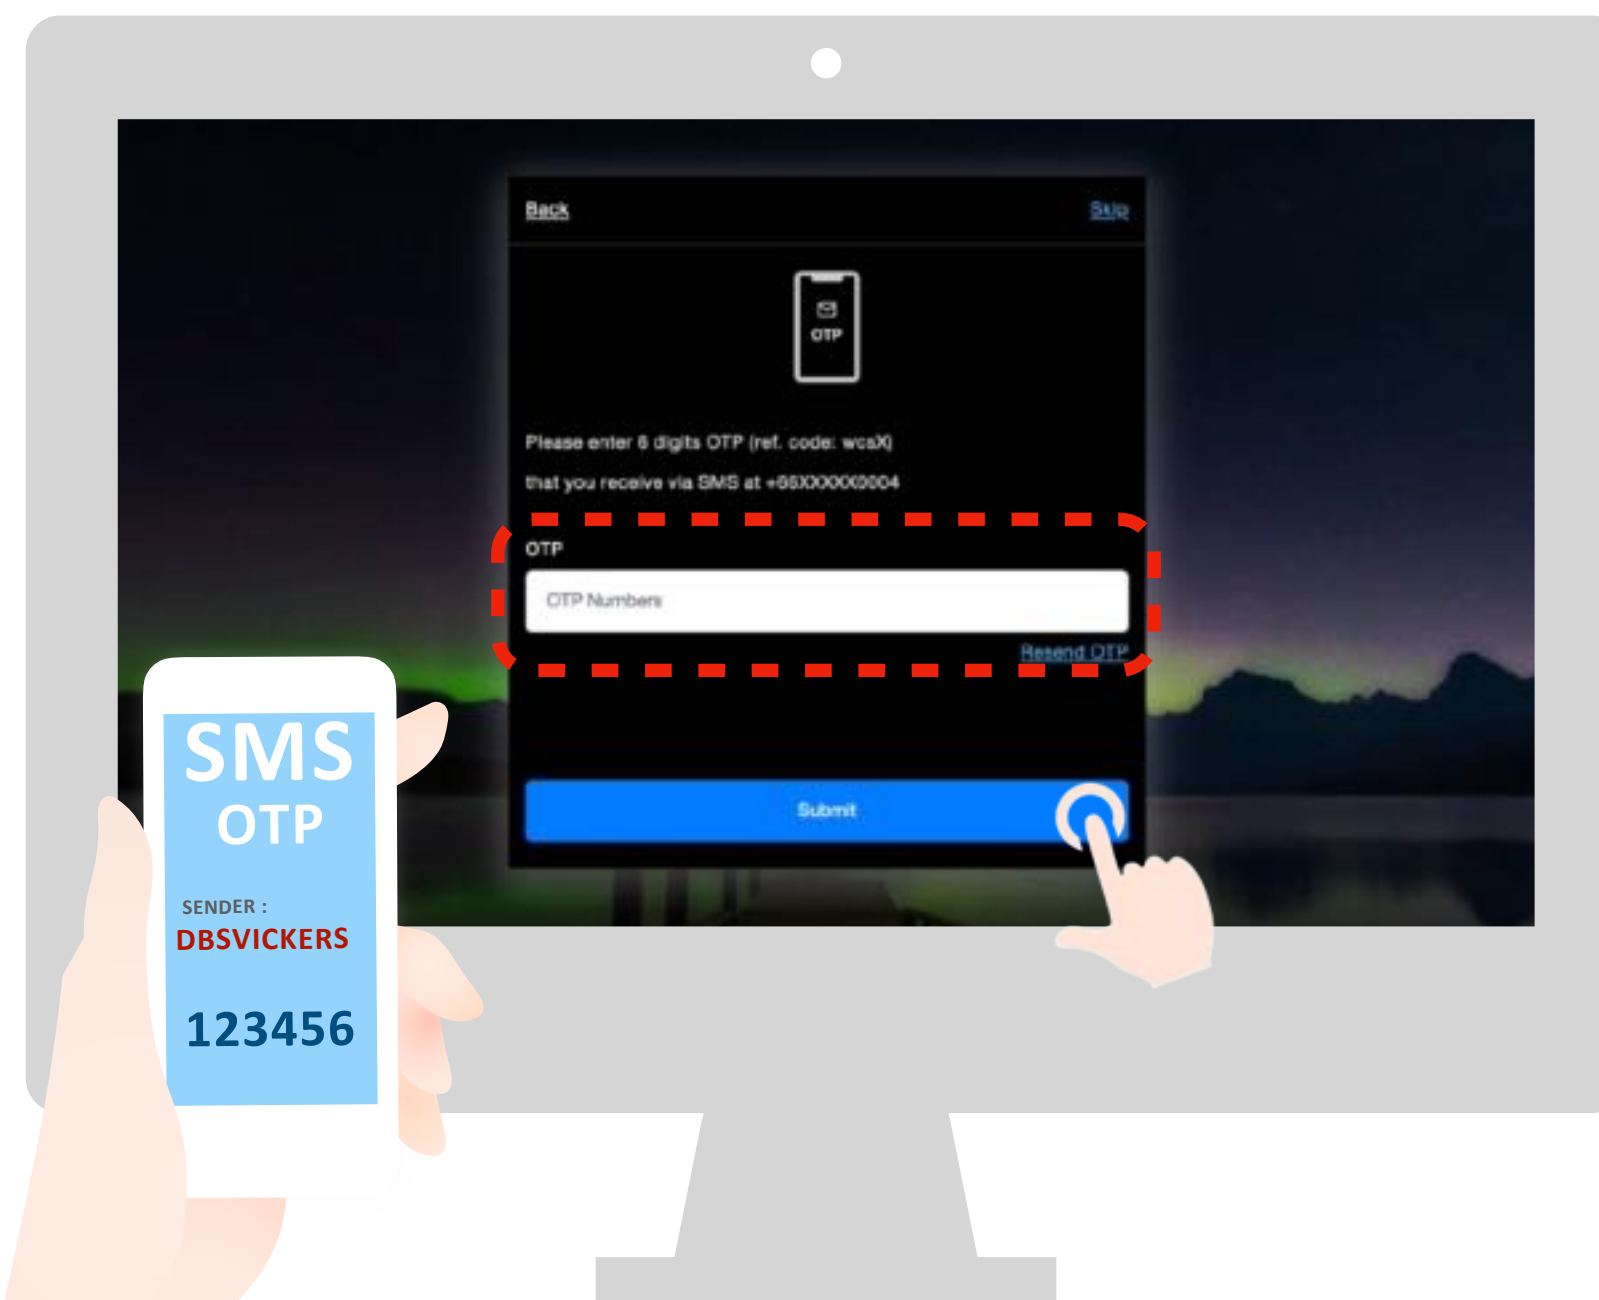 Back
Skip
OTP
Please enter 6 digits OTP (ref. code: wcsX)
that you receive via SMS at +66XXXXXX0004
OTP
OTP Numbers
Resend OTP
Submit
SMS
OTP
SENDER :
DBSVICKERS
123456